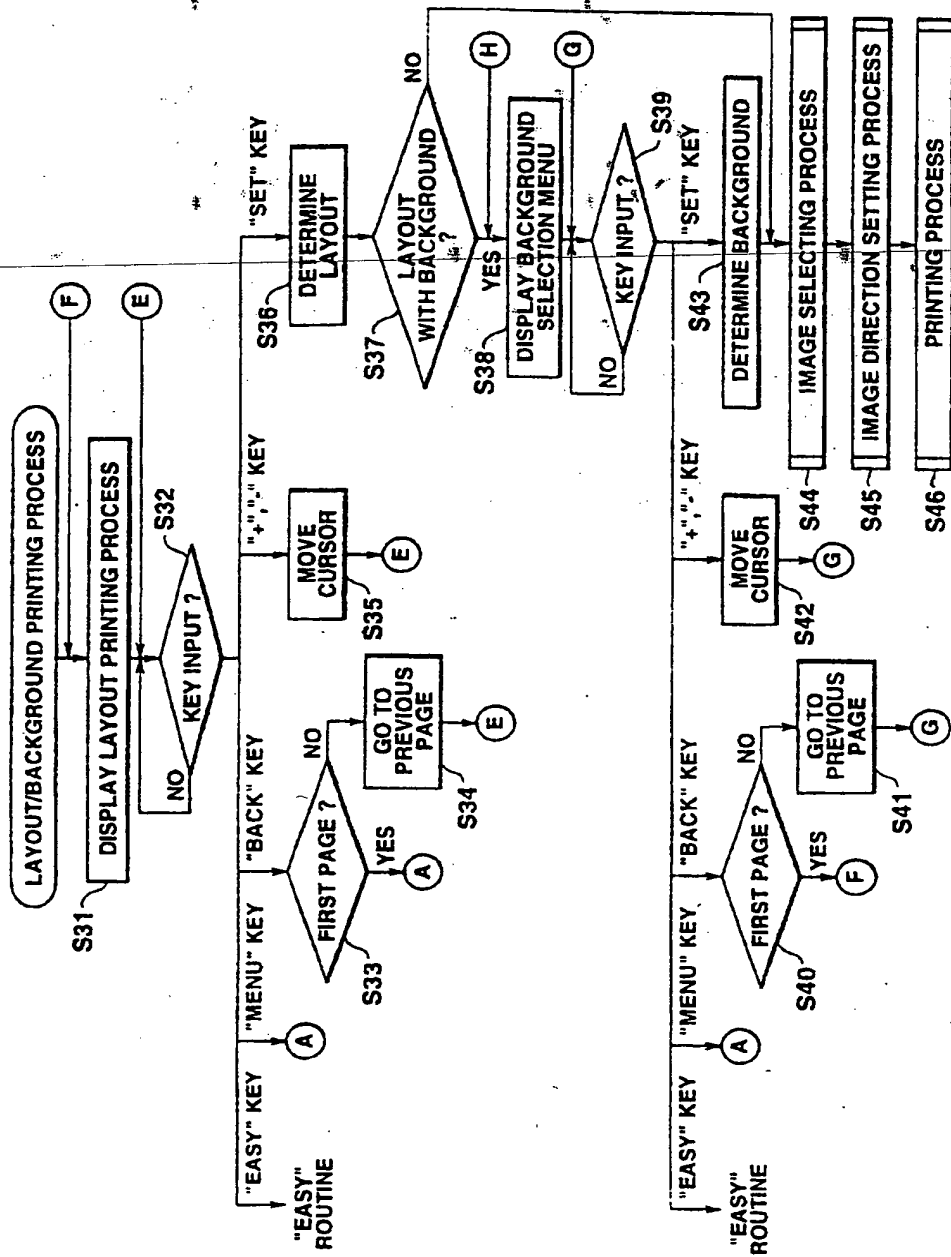 LAYOUT/BACKGROUND PRINTING PROCESS
F
S31
DISPLAY LAYOUT PRINTING PROCESS
E
S32
KEY INPUT ?
NO
"EASY" KEY
"MENU" KEY
"BACK" KEY
"+","-" KEY
"SET" KEY
"EASY"
ROUTINE
A
S33
FIRST PAGE ?
NO
YES
A
GO TO
PREVIOUS
PAGE
S34
E
MOVE
CURSOR
S35
E
S36
DETERMINE
LAYOUT
S37
LAYOUT
WITH BACKGROUND
?
NO
YES
H
S38
DISPLAY BACKGROUND
SELECTION MENU
G
S39
KEY INPUT ?
NO
"EASY" KEY
"MENU" KEY
"BACK" KEY
"+","-" KEY
"SET" KEY
"EASY"
ROUTINE
A
S40
FIRST PAGE ?
NO
YES
F
GO TO
PREVIOUS
PAGE
S41
G
MOVE
CURSOR
S42
G
S43
DETERMINE BACKGROUND
S44
IMAGE SELECTING PROCESS
S45
IMAGE DIRECTION SETTING PROCESS
S46
PRINTING PROCESS